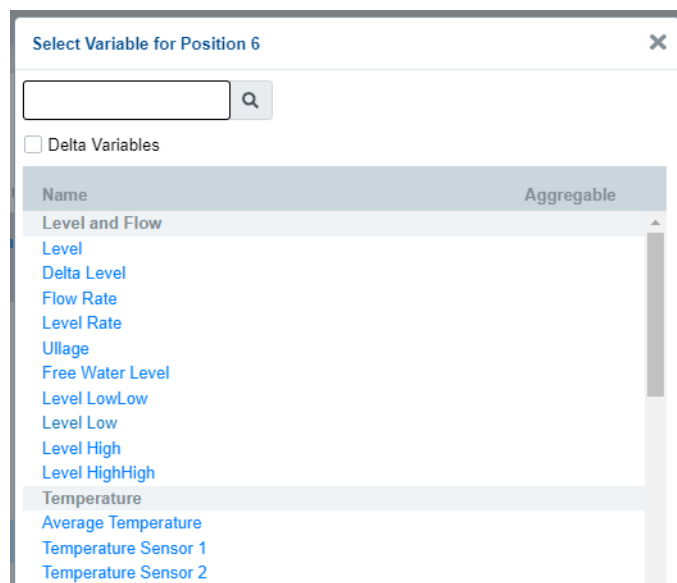 Select Variable for Position 6
Delta Variables
Name Aggregable
Level and Flow
Level
Delta Level
Flow Rate
Level Rate
Ullage
Free Water Level
Level LowLow
Level Low
Level High
Level HighHigh
Temperature
Average Temperature
Temperature Sensor 1
Temperature Sensor 2